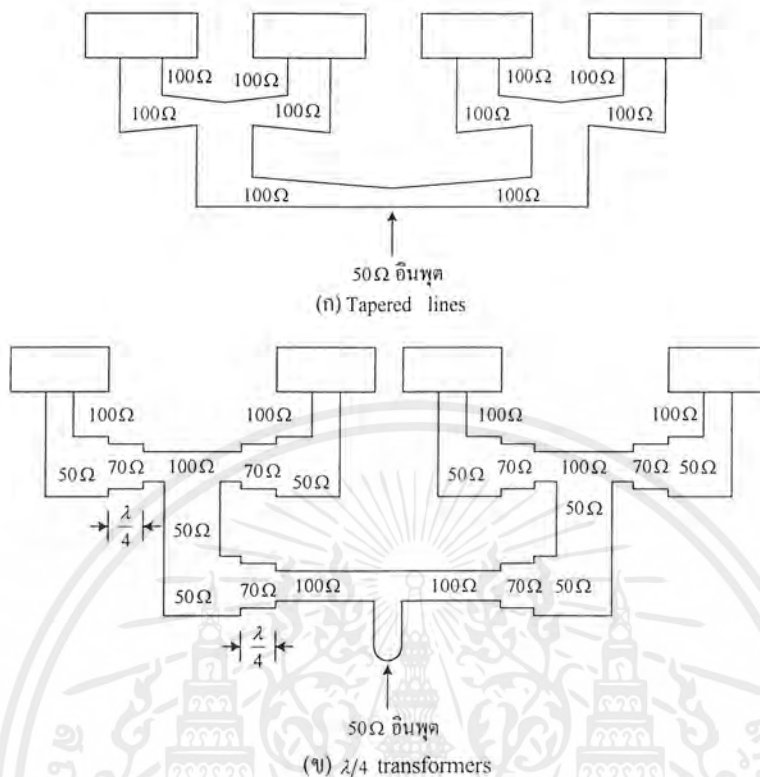 100Ω 100Ω 100Ω 100Ω
100Ω 100Ω 100Ω 100Ω
100Ω 100Ω
50Ω อินพุต
(ก) Tapered lines
100Ω 100Ω 100Ω 100Ω
50Ω 70Ω 100Ω 70Ω 50Ω 50Ω 70Ω 100Ω 70Ω 50Ω
λ/4 50Ω 50Ω
50Ω 70Ω 100Ω 100Ω 70Ω 50Ω
λ/4
50Ω อินพุต
(ข) λ/4 transformers